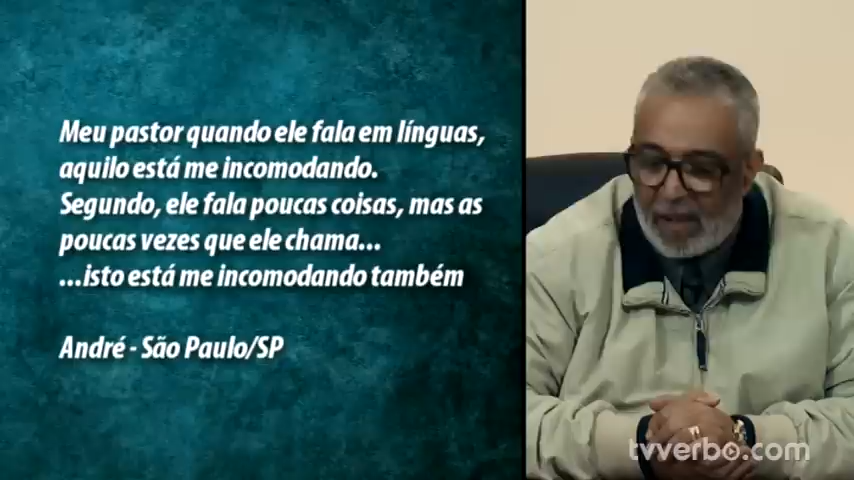 Meu pastor quando ele fala em línguas,
aquilo está me incomodando.
Segundo, ele fala poucas coisas, mas as
poucas vezes que ele chama...
...isto está me incomodando também
André - São Paulo/SP
tvverbo.com